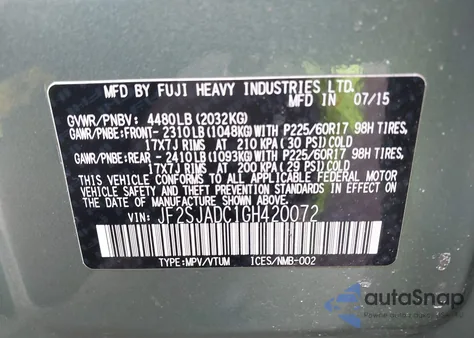 MFD BY FUJI HEAVY INDUSTRIES LTD.
IN JAPAN 07/15
GVWR/PNBV: 4480LB (2032KG)
GAWR/PNBE: FRONT- 2310LB (1048KG) WITH P225/60R17 98H TIRES,
17X7J RIMS AT 210 KPA (30 PSI) COLD
GAWR/PNBE: REAR - 2410LB (1093KG) WITH P225/60R17 98H TIRES,
17X7J RIMS AT 200 KPA (29 PSI) COLD
THIS VEHICLE CONFORMS TO ALL APPLICABLE FEDERAL MOTOR
VEHICLE SAFETY AND THEFT PREVENTION STANDARDS IN EFFECT ON
THE DATE OF MANUFACTURE SHOWN ABOVE.
JF2SJADC1GH420072
TYPE:MPV/VTUM ICES/NMB-002
autoSnap
Powered by AutoBidMaster